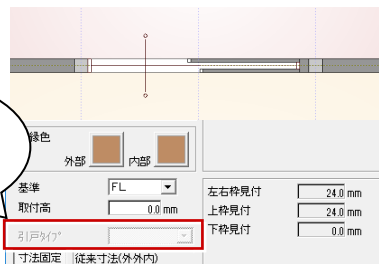 縁色
外部 内部
基準 FL
取付高 0.0 mm
引戸ﾀｲﾌﾟ
寸法固定 従来寸法(外外内)
左右枠見付 24.0 mm
上枠見付 24.0 mm
下枠見付 0.0 mm